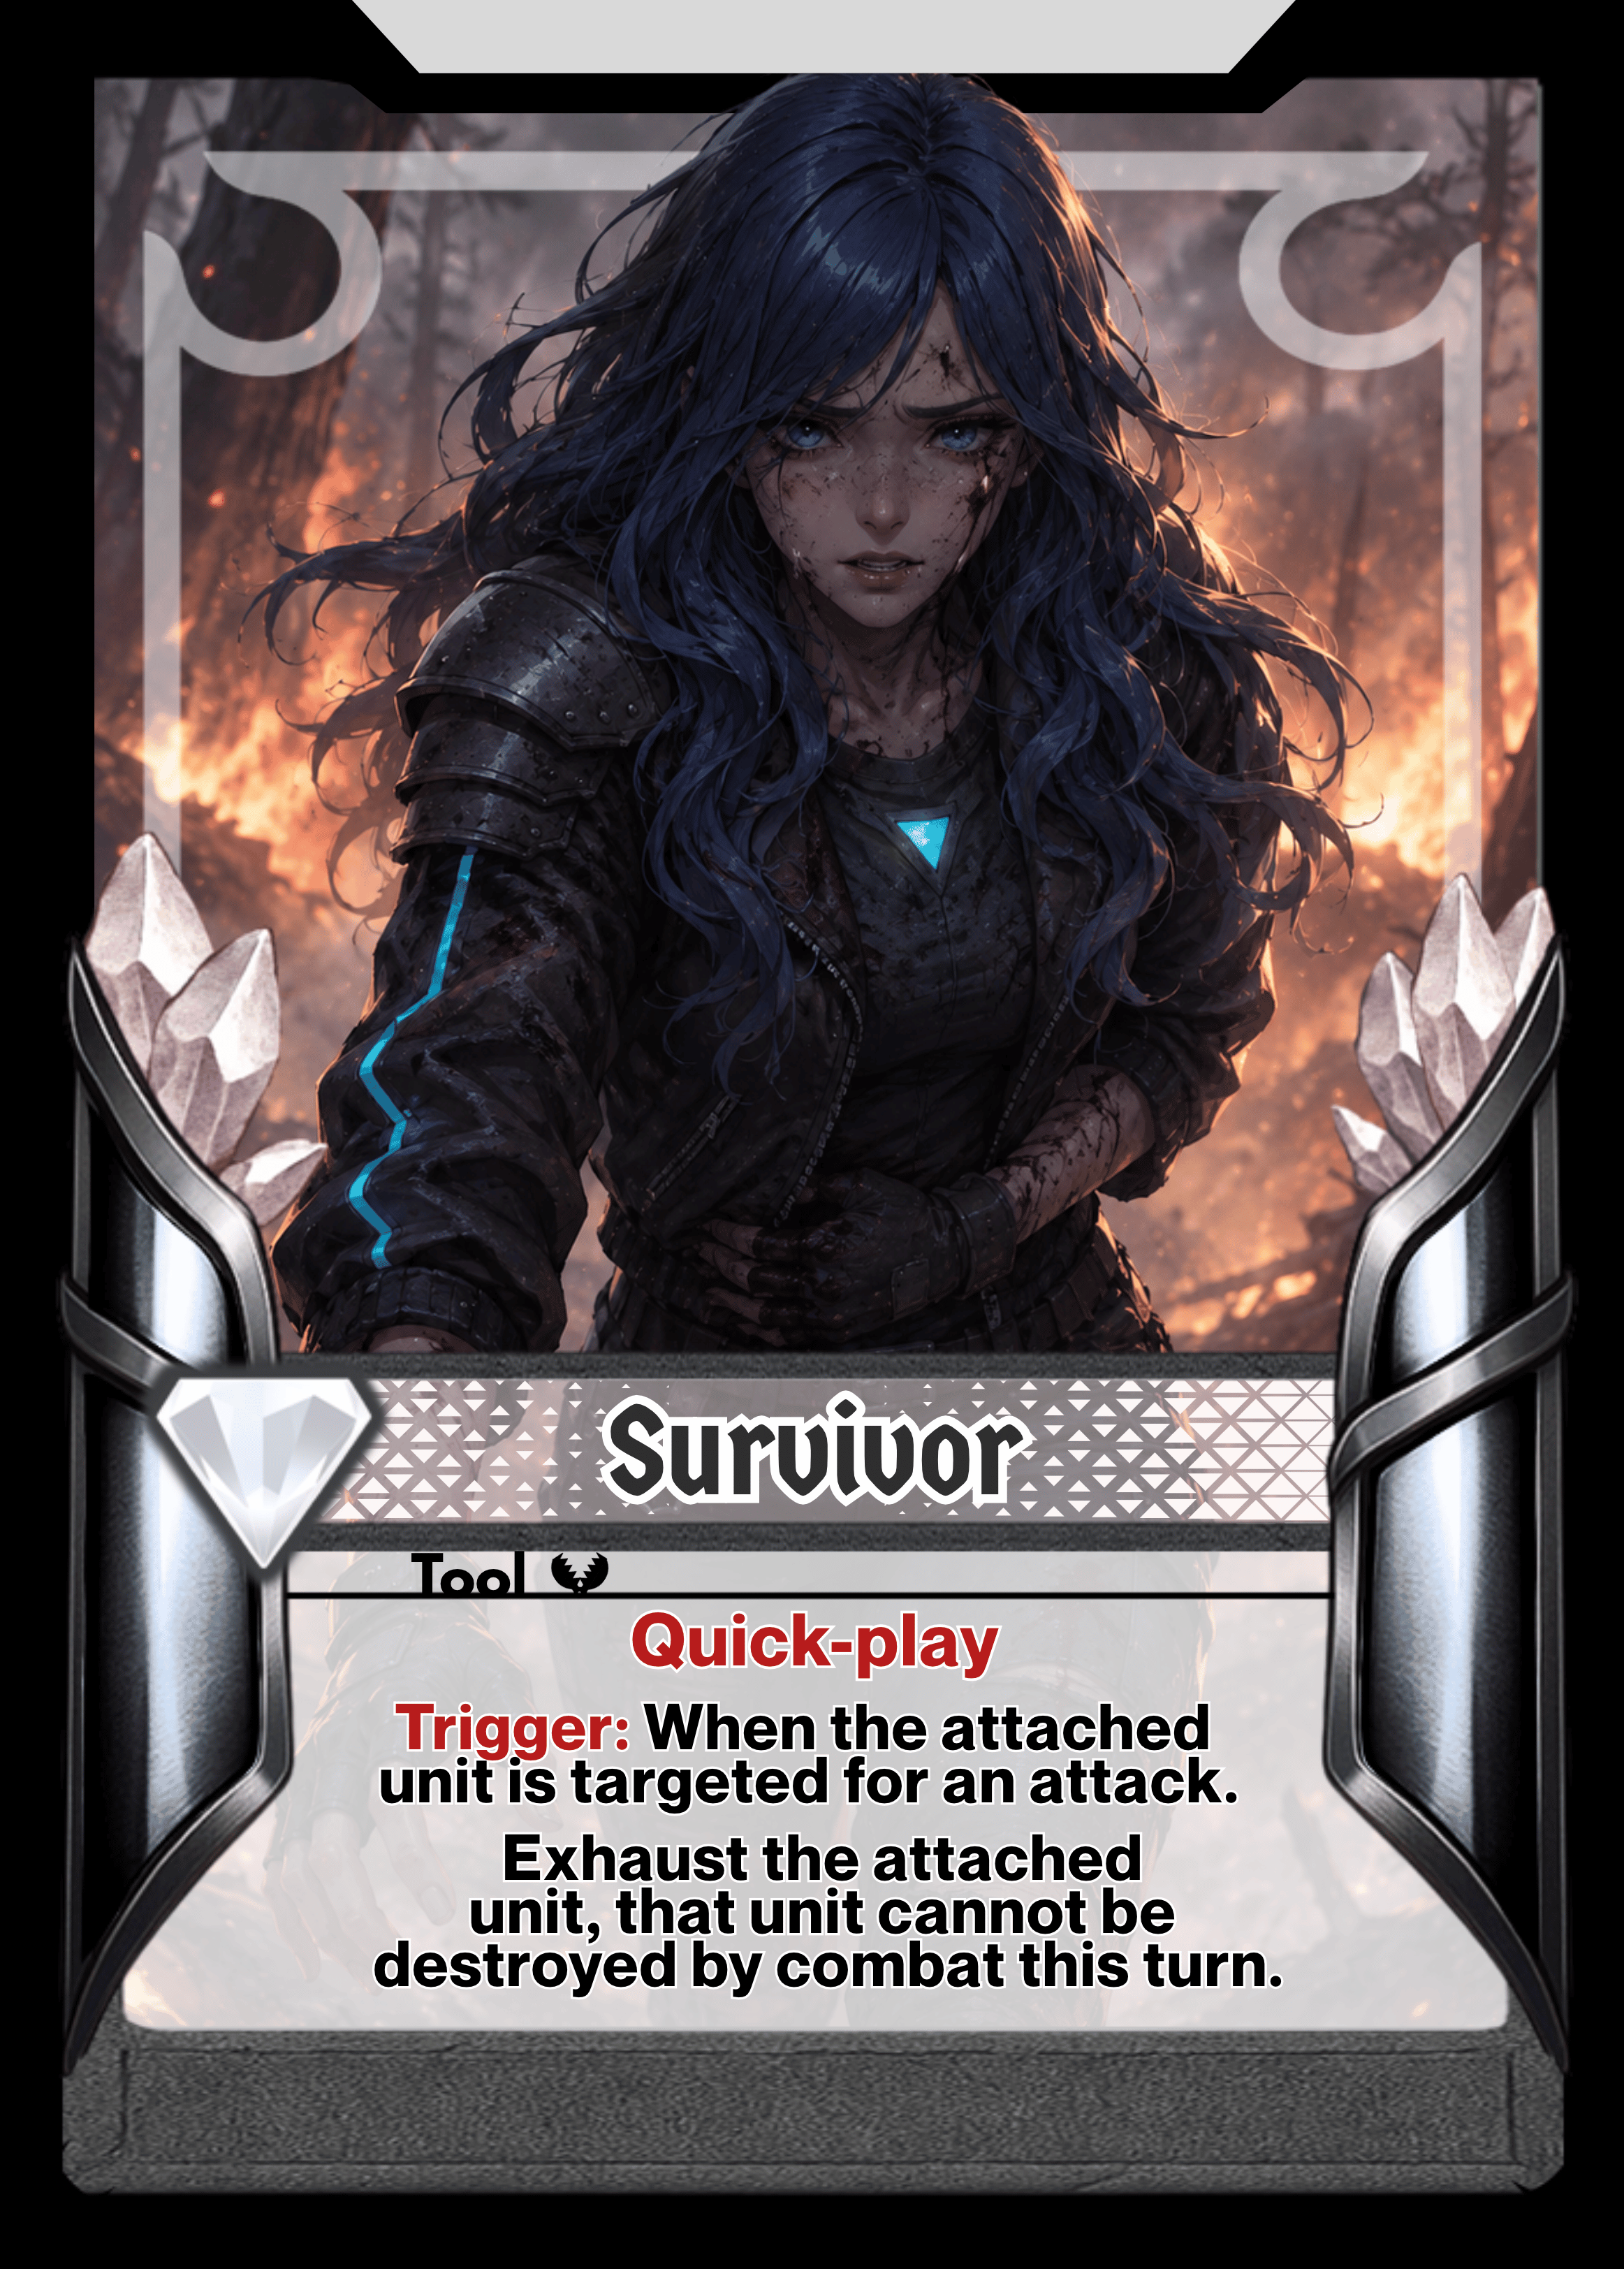 Survivor
Tool
Quick-play
Trigger: When the attached
unit is targeted for an attack.
Exhaust the attached
unit, that unit cannot be
destroyed by combat this turn.